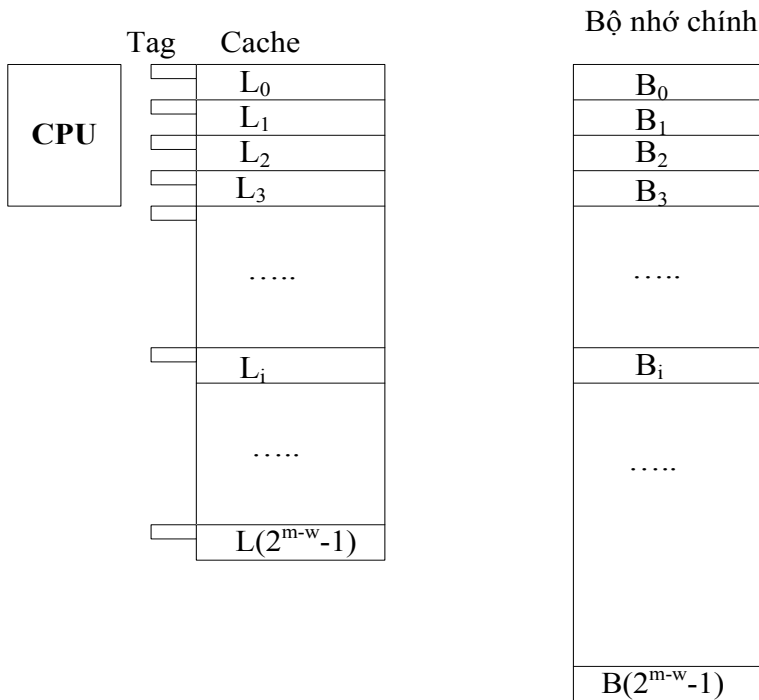 Bộ nhớ chính
Tag Cache
CPU
L₀
L₁
L₂
L₃
…..
Lᵢ
…..
L(2ᵐ⁻ʷ-1)
B₀
B₁
B₂
B₃
…..
Bᵢ
…..
B(2ᵐ⁻ʷ-1)